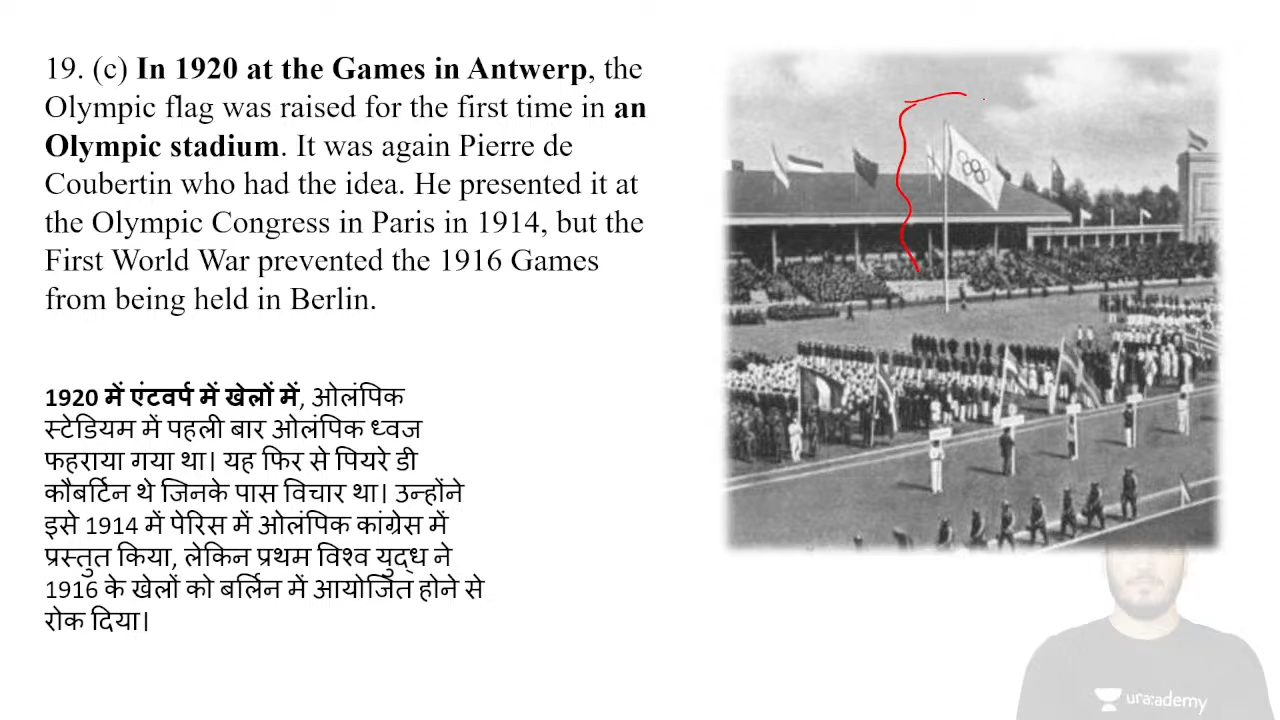 19. (c) In 1920 at the Games in Antwerp, the
Olympic flag was raised for the first time in an
Olympic stadium. It was again Pierre de
Coubertin who had the idea. He presented it at
the Olympic Congress in Paris in 1914, but the
First World War prevented the 1916 Games
from being held in Berlin.
1920 में एंटवर्प में खेलों में, ओलंपिक
स्टेडियम में पहली बार ओलंपिक ध्वज
फहराया गया था। यह फिर से पियरे डी
कौबर्टिन थे जिनके पास विचार था। उन्होंने
इसे 1914 में पेरिस में ओलंपिक कांग्रेस में
प्रस्तुत किया, लेकिन प्रथम विश्व युद्ध ने
1916 के खेलों को बर्लिन में आयोजित होने से
रोक दिया।